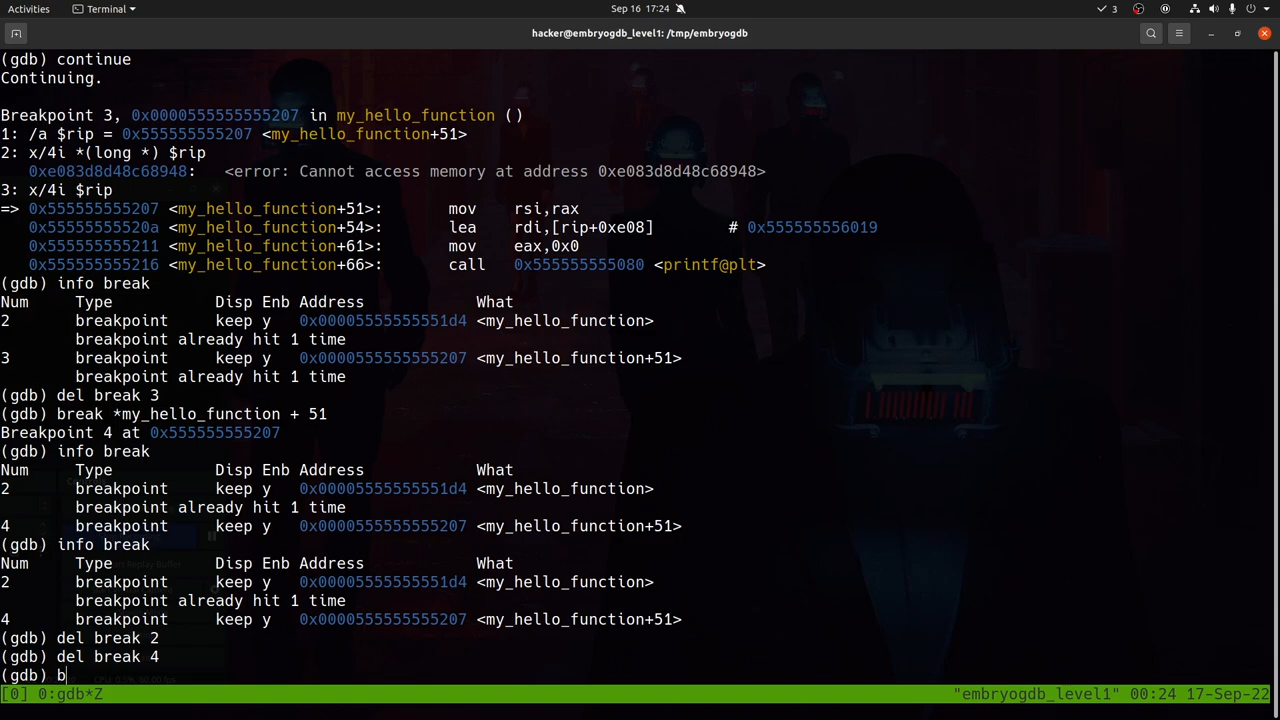 Activities Terminal Sep 16 17:24 3
hacker@embryogdb_level1: /tmp/embryogdb
(gdb) continue
Continuing.
Breakpoint 3, 0x0000555555555207 in my_hello_function ()
1: /a $rip = 0x555555555207 <my_hello_function+51>
2: x/4i *(long *) $rip
   0xe083d8d48c68948:	<error: Cannot access memory at address 0xe083d8d48c68948>
3: x/4i $rip
=> 0x555555555207 <my_hello_function+51>:	mov    rsi,rax
   0x55555555520a <my_hello_function+54>:	lea    rdi,[rip+0xe08]        # 0x555555556019
   0x555555555211 <my_hello_function+61>:	mov    eax,0x0
   0x555555555216 <my_hello_function+66>:	call   0x555555555080 <printf@plt>
(gdb) info break
Num     Type           Disp Enb Address            What
2       breakpoint     keep y   0x00005555555551d4 <my_hello_function>
        breakpoint already hit 1 time
3       breakpoint     keep y   0x0000555555555207 <my_hello_function+51>
        breakpoint already hit 1 time
(gdb) del break 3
(gdb) break *my_hello_function + 51
Breakpoint 4 at 0x555555555207
(gdb) info break
Num     Type           Disp Enb Address            What
2       breakpoint     keep y   0x00005555555551d4 <my_hello_function>
        breakpoint already hit 1 time
4       breakpoint     keep y   0x0000555555555207 <my_hello_function+51>
(gdb) info break
Num     Type           Disp Enb Address            What
2       breakpoint     keep y   0x00005555555551d4 <my_hello_function>
        breakpoint already hit 1 time
4       breakpoint     keep y   0x0000555555555207 <my_hello_function+51>
(gdb) del break 2
(gdb) del break 4
(gdb) b
[0] 0:gdb*Z "embryogdb_level1" 00:24 17-Sep-22